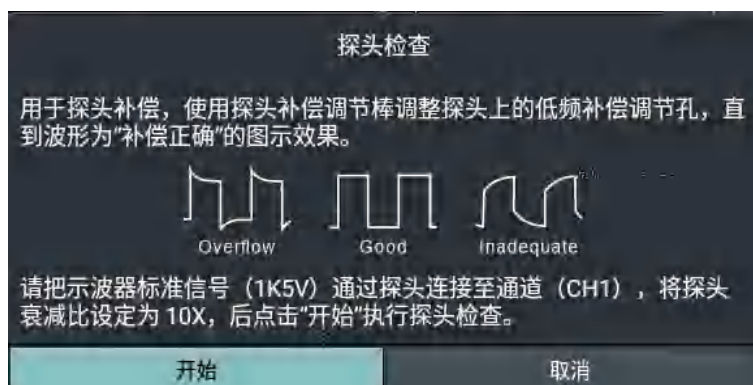 探头检查
用于探头补偿，使用探头补偿调节棒调整探头上的低频补偿调节孔，直
到波形为“补偿正确”的图示效果。
Overflow Good Inadequate
请把示波器标准信号（1K5V）通过探头连接至通道（CH1），将探头
衰减比设定为 10X，后点击“开始”执行探头检查。
开始 取消